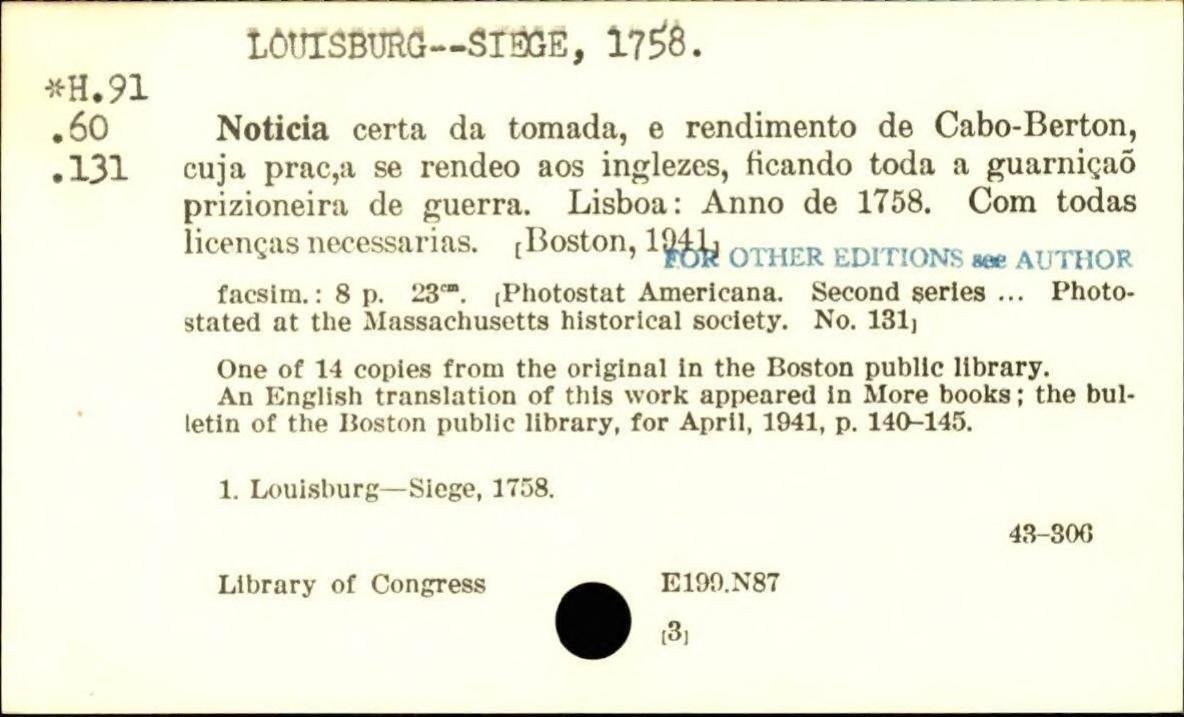 LOUISBURG--SIEGE, 1758.
*H.91
.60
.131
Noticia certa da tomada, e rendimento de Cabo-Berton,
cuja prac,a se rendeo aos inglezes, ficando toda a guarniçaõ
prizioneira de guerra. Lisboa: Anno de 1758. Com todas
licenças necessarias. [Boston, 1941]
FOR OTHER EDITIONS see AUTHOR
facsim.: 8 p. 23ᶜᵐ. [Photostat Americana. Second series ... Photo-
stated at the Massachusetts historical society. No. 131]
One of 14 copies from the original in the Boston public library.
An English translation of this work appeared in More books; the bul-
letin of the Boston public library, for April, 1941, p. 140–145.
1. Louisburg—Siege, 1758.
43–306
Library of Congress E199.N87
[3]